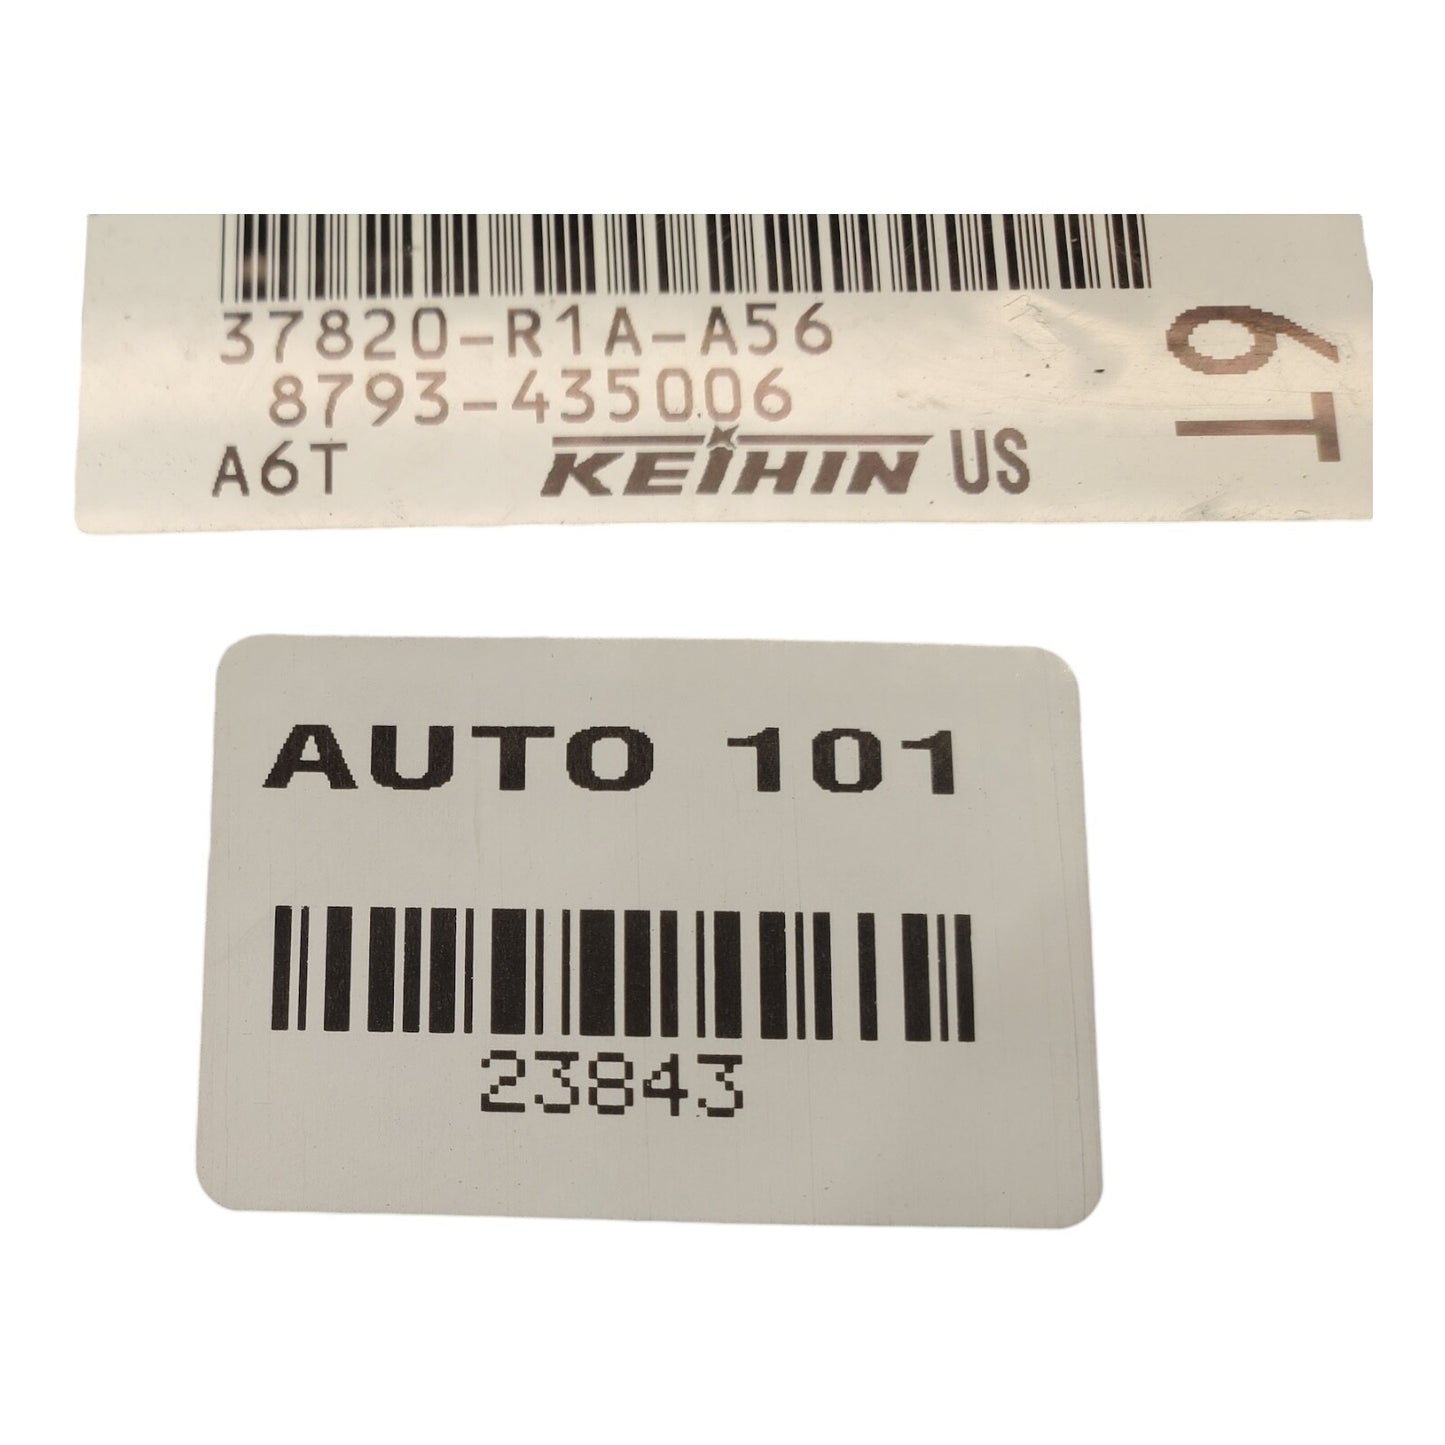 37820-R1A-A56
8793-435006
A6T KEIHIN US
6T
AUTO 101
23843